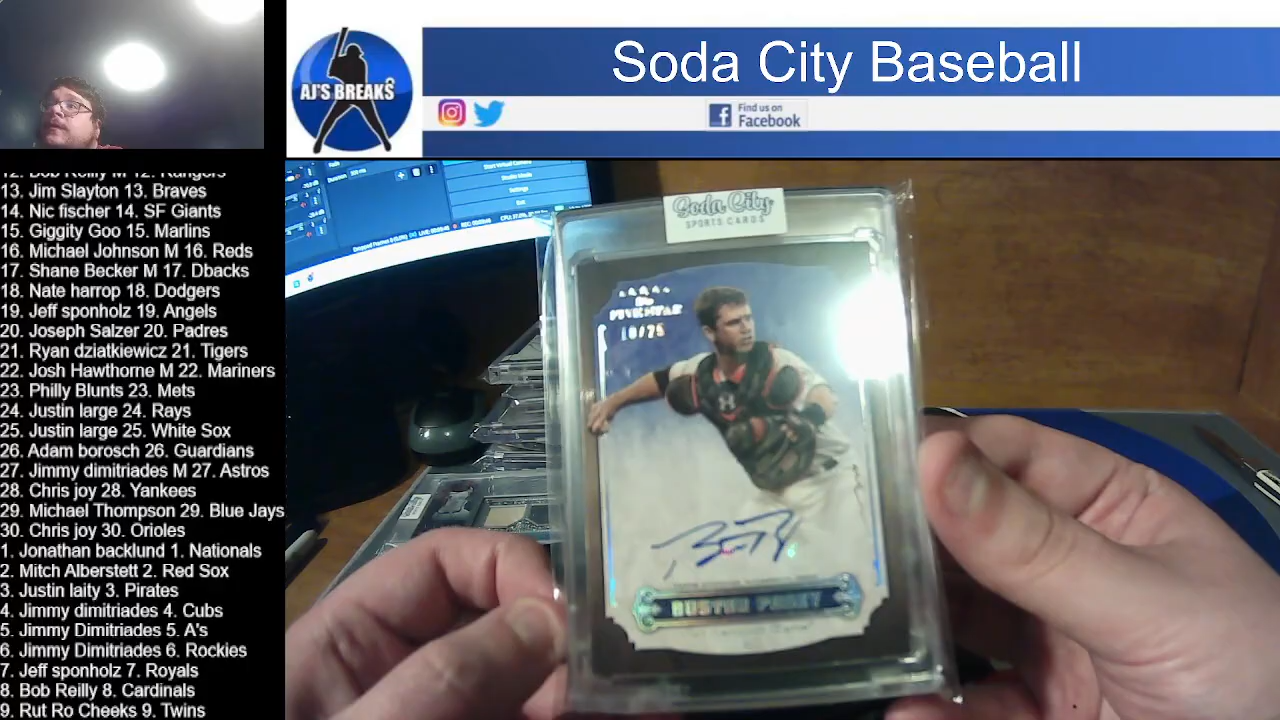 Soda City Baseball
AJ'S BREAKS
Find us on
Facebook
12. Bob Reilly M 12. Rangers
13. Jim Slayton 13. Braves
14. Nic fischer 14. SF Giants
15. Giggity Goo 15. Marlins
16. Michael Johnson M 16. Reds
17. Shane Becker M 17. Dbacks
18. Nate harrop 18. Dodgers
19. Jeff sponholz 19. Angels
20. Joseph Salzer 20. Padres
21. Ryan dziatkiewicz 21. Tigers
22. Josh Hawthorne M 22. Mariners
23. Philly Blunts 23. Mets
24. Justin large 24. Rays
25. Justin large 25. White Sox
26. Adam borosch 26. Guardians
27. Jimmy dimitriades M 27. Astros
28. Chris joy 28. Yankees
29. Michael Thompson 29. Blue Jays
30. Chris joy 30. Orioles
1. Jonathan backlund 1. Nationals
2. Mitch Alberstett 2. Red Sox
3. Justin laity 3. Pirates
4. Jimmy dimitriades 4. Cubs
5. Jimmy Dimitriades 5. A's
6. Jimmy Dimitriades 6. Rockies
7. Jeff sponholz 7. Royals
8. Bob Reilly 8. Cardinals
9. Rut Ro Cheeks 9. Twins
Soda City
SPORTS CARDS
FIVE STAR
BUSTER POSEY